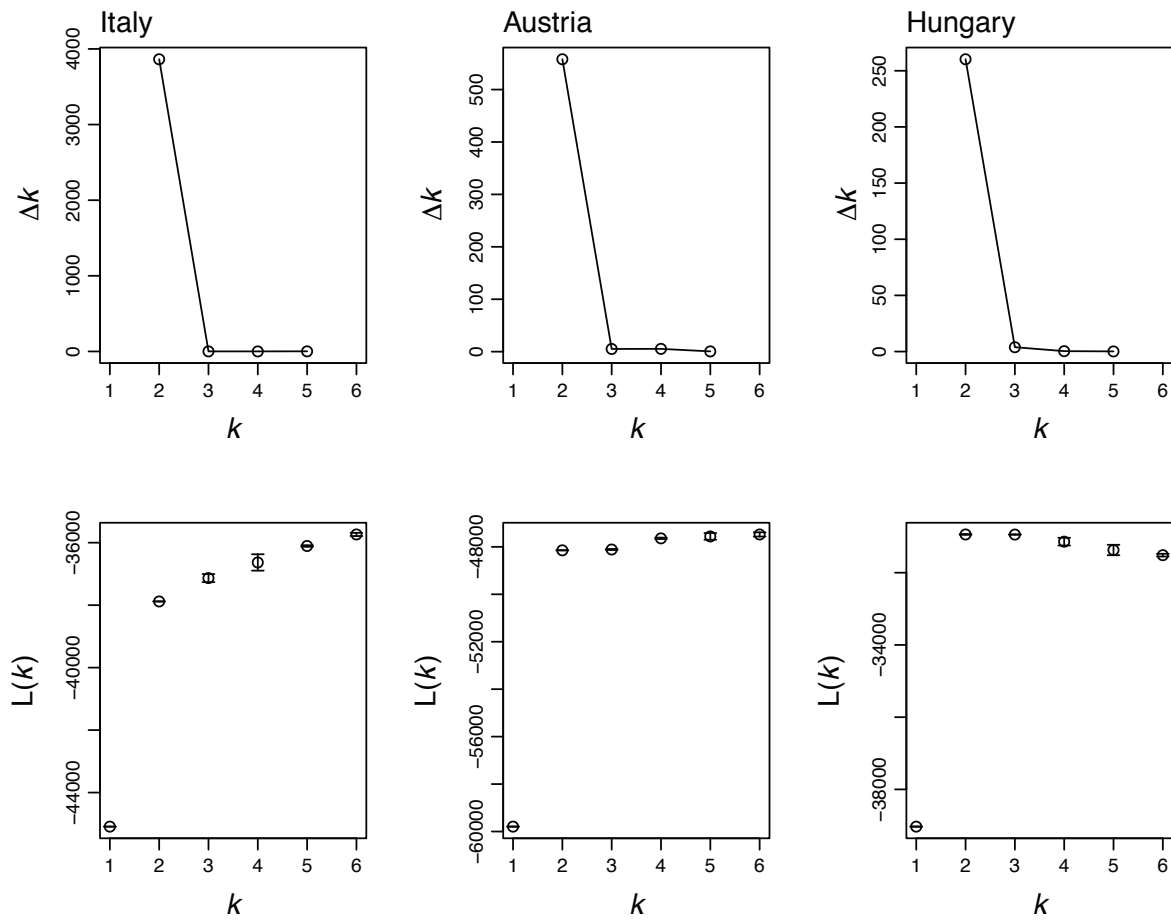 Italy
Austria
Hungary
4000
3000
2000
1000
0
Δk
1 2 3 4 5 6
k
500
400
300
200
100
0
Δk
1 2 3 4 5 6
k
250
200
150
100
50
0
Δk
1 2 3 4 5 6
k
-36000
-40000
-44000
L(k)
1 2 3 4 5 6
k
-48000
-52000
-56000
-60000
L(k)
1 2 3 4 5 6
k
-34000
-38000
L(k)
1 2 3 4 5 6
k